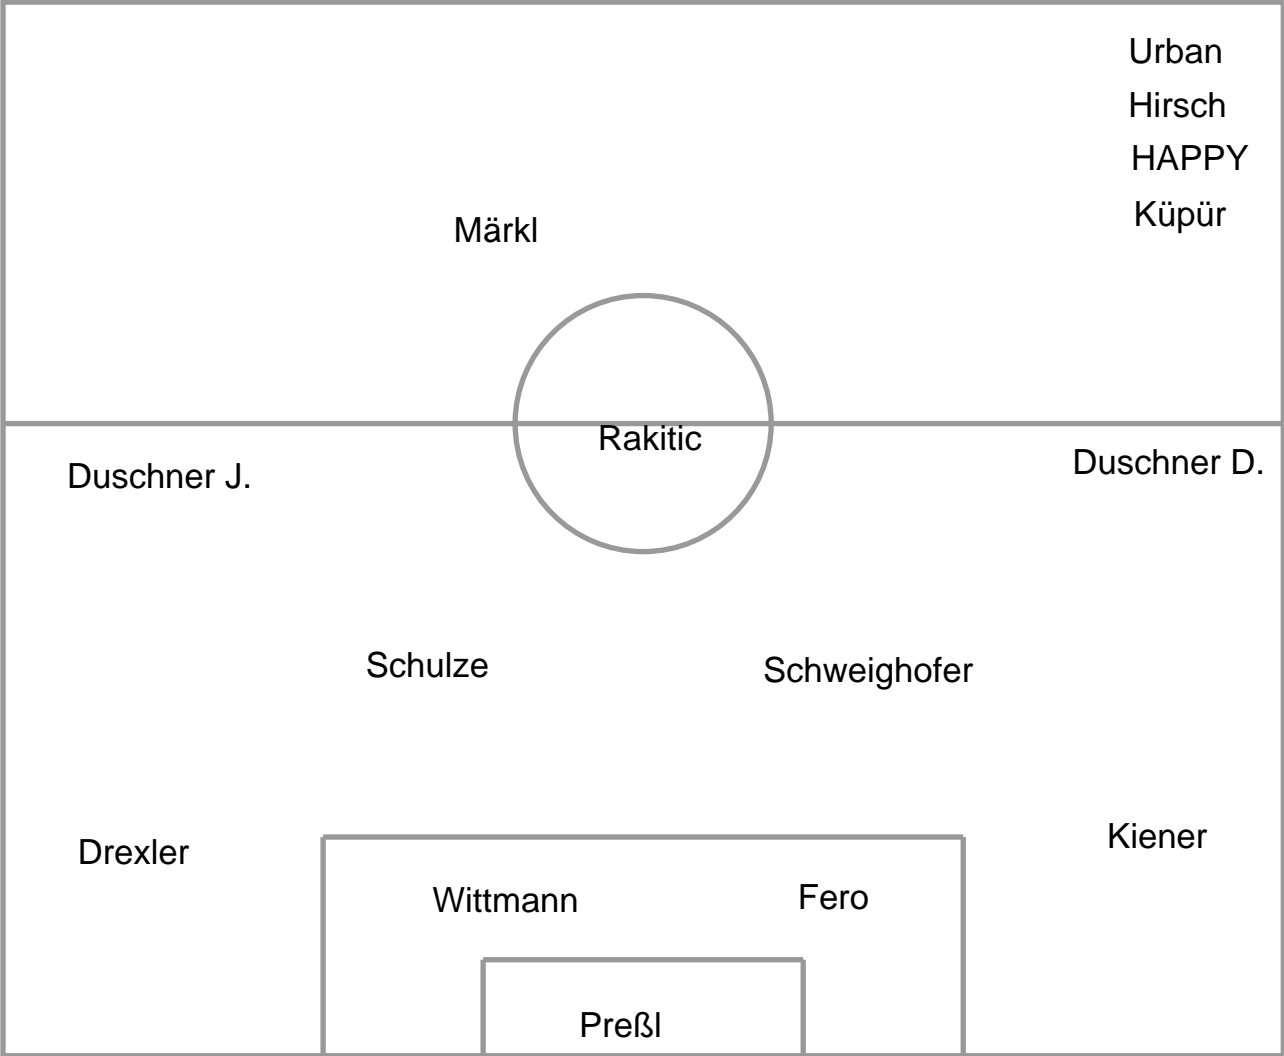 Urban
Hirsch
HAPPY
Küpür
Märkl
Rakitic
Duschner J.
Duschner D.
Schulze
Schweighofer
Drexler
Kiener
Wittmann
Fero
Preßl